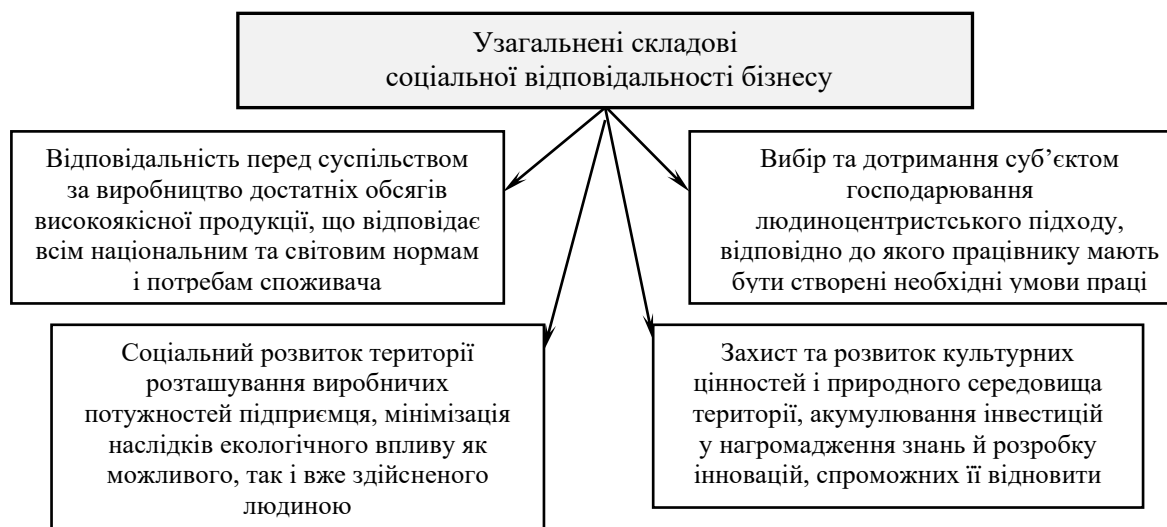 Узагальнені складові
соціальної відповідальності бізнесу
Відповідальність перед суспільством
за виробництво достатніх обсягів
високоякісної продукції, що відповідає
всім національним та світовим нормам
і потребам споживача
Вибір та дотримання суб’єктом
господарювання
людиноцентристського підходу,
відповідно до якого працівнику мають
бути створені необхідні умови праці
Соціальний розвиток території
розташування виробничих
потужностей підприємця, мінімізація
наслідків екологічного впливу як
можливого, так і вже здійсненого
людиною
Захист та розвиток культурних
цінностей і природного середовища
території, акумулювання інвестицій
у нагромадження знань й розробку
інновацій, спроможних її відновити